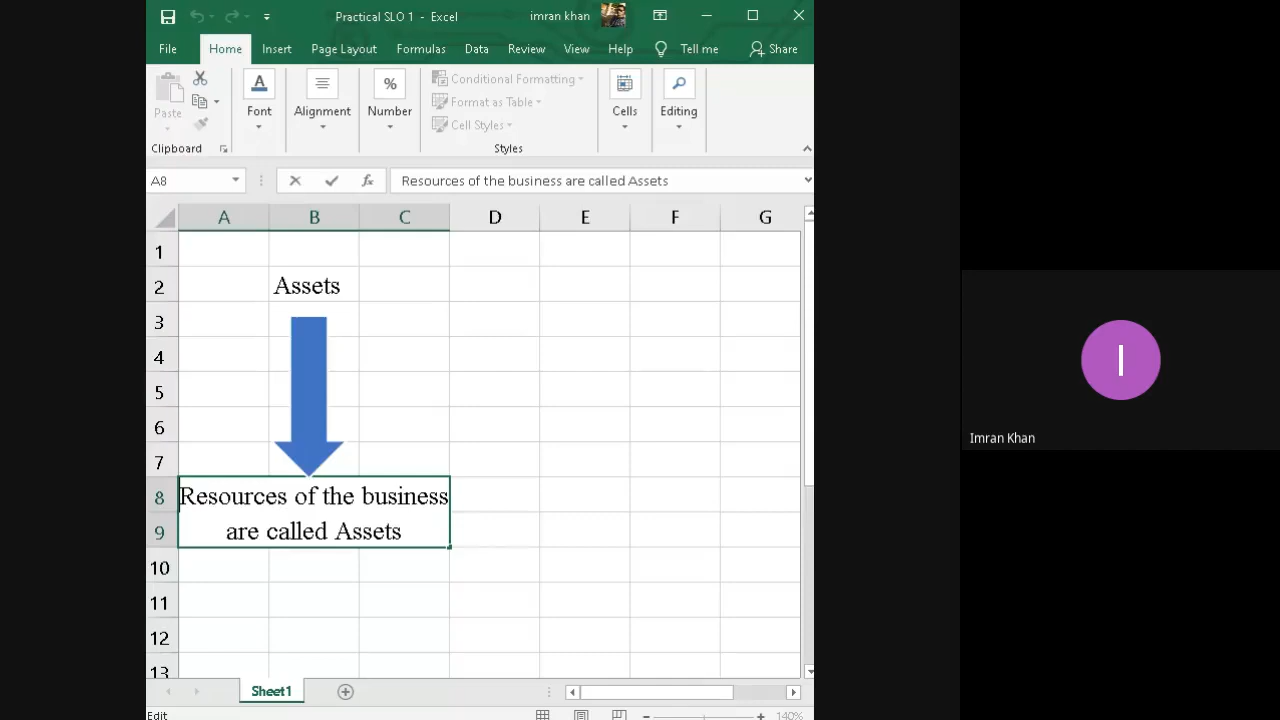 Practical SLO 1 - Excel
imran khan
File Home Insert Page Layout Formulas Data Review View Help Tell me Share
Paste
Font
Alignment
%
Number
Conditional Formatting
Format as Table
Cell Styles
Cells
Editing
Clipboard
Styles
A8
fx
Resources of the business are called Assets
A B C D E F G
1
2
Assets
3
4
5
6
7
8
Resources of the business
9
are called Assets
10
11
12
13
Sheet1
Edit
140%
I
Imran Khan